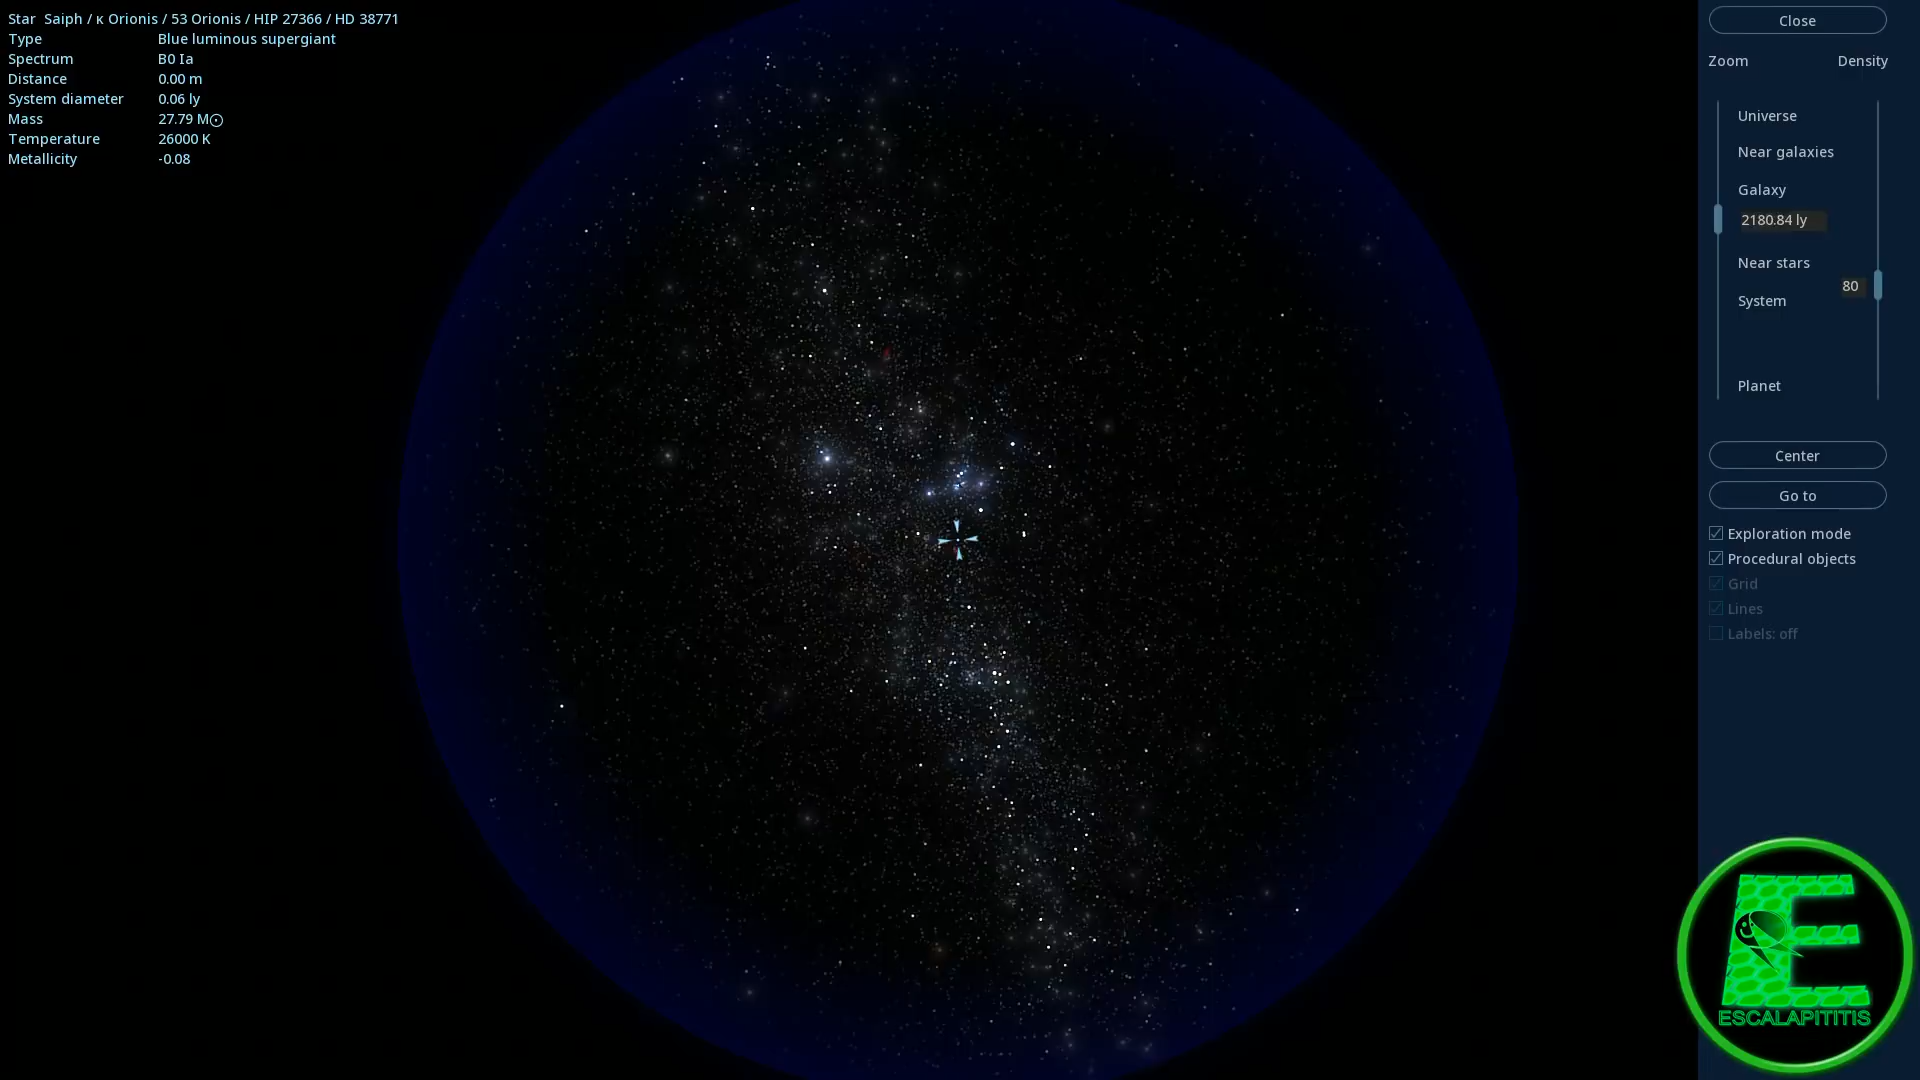 Star Saiph / κ Orionis / 53 Orionis / HIP 27366 / HD 38771
Type Blue luminous supergiant
Spectrum B0 Ia
Distance 0.00 m
System diameter 0.06 ly
Mass 27.79 M☉
Temperature 26000 K
Metallicity -0.08
Close
Zoom Density
Universe
Near galaxies
Galaxy
2180.84 ly
Near stars
80
System
Planet
Center
Go to
Exploration mode
Procedural objects
Grid
Lines
Labels: off
E
ESCALAPITITIS